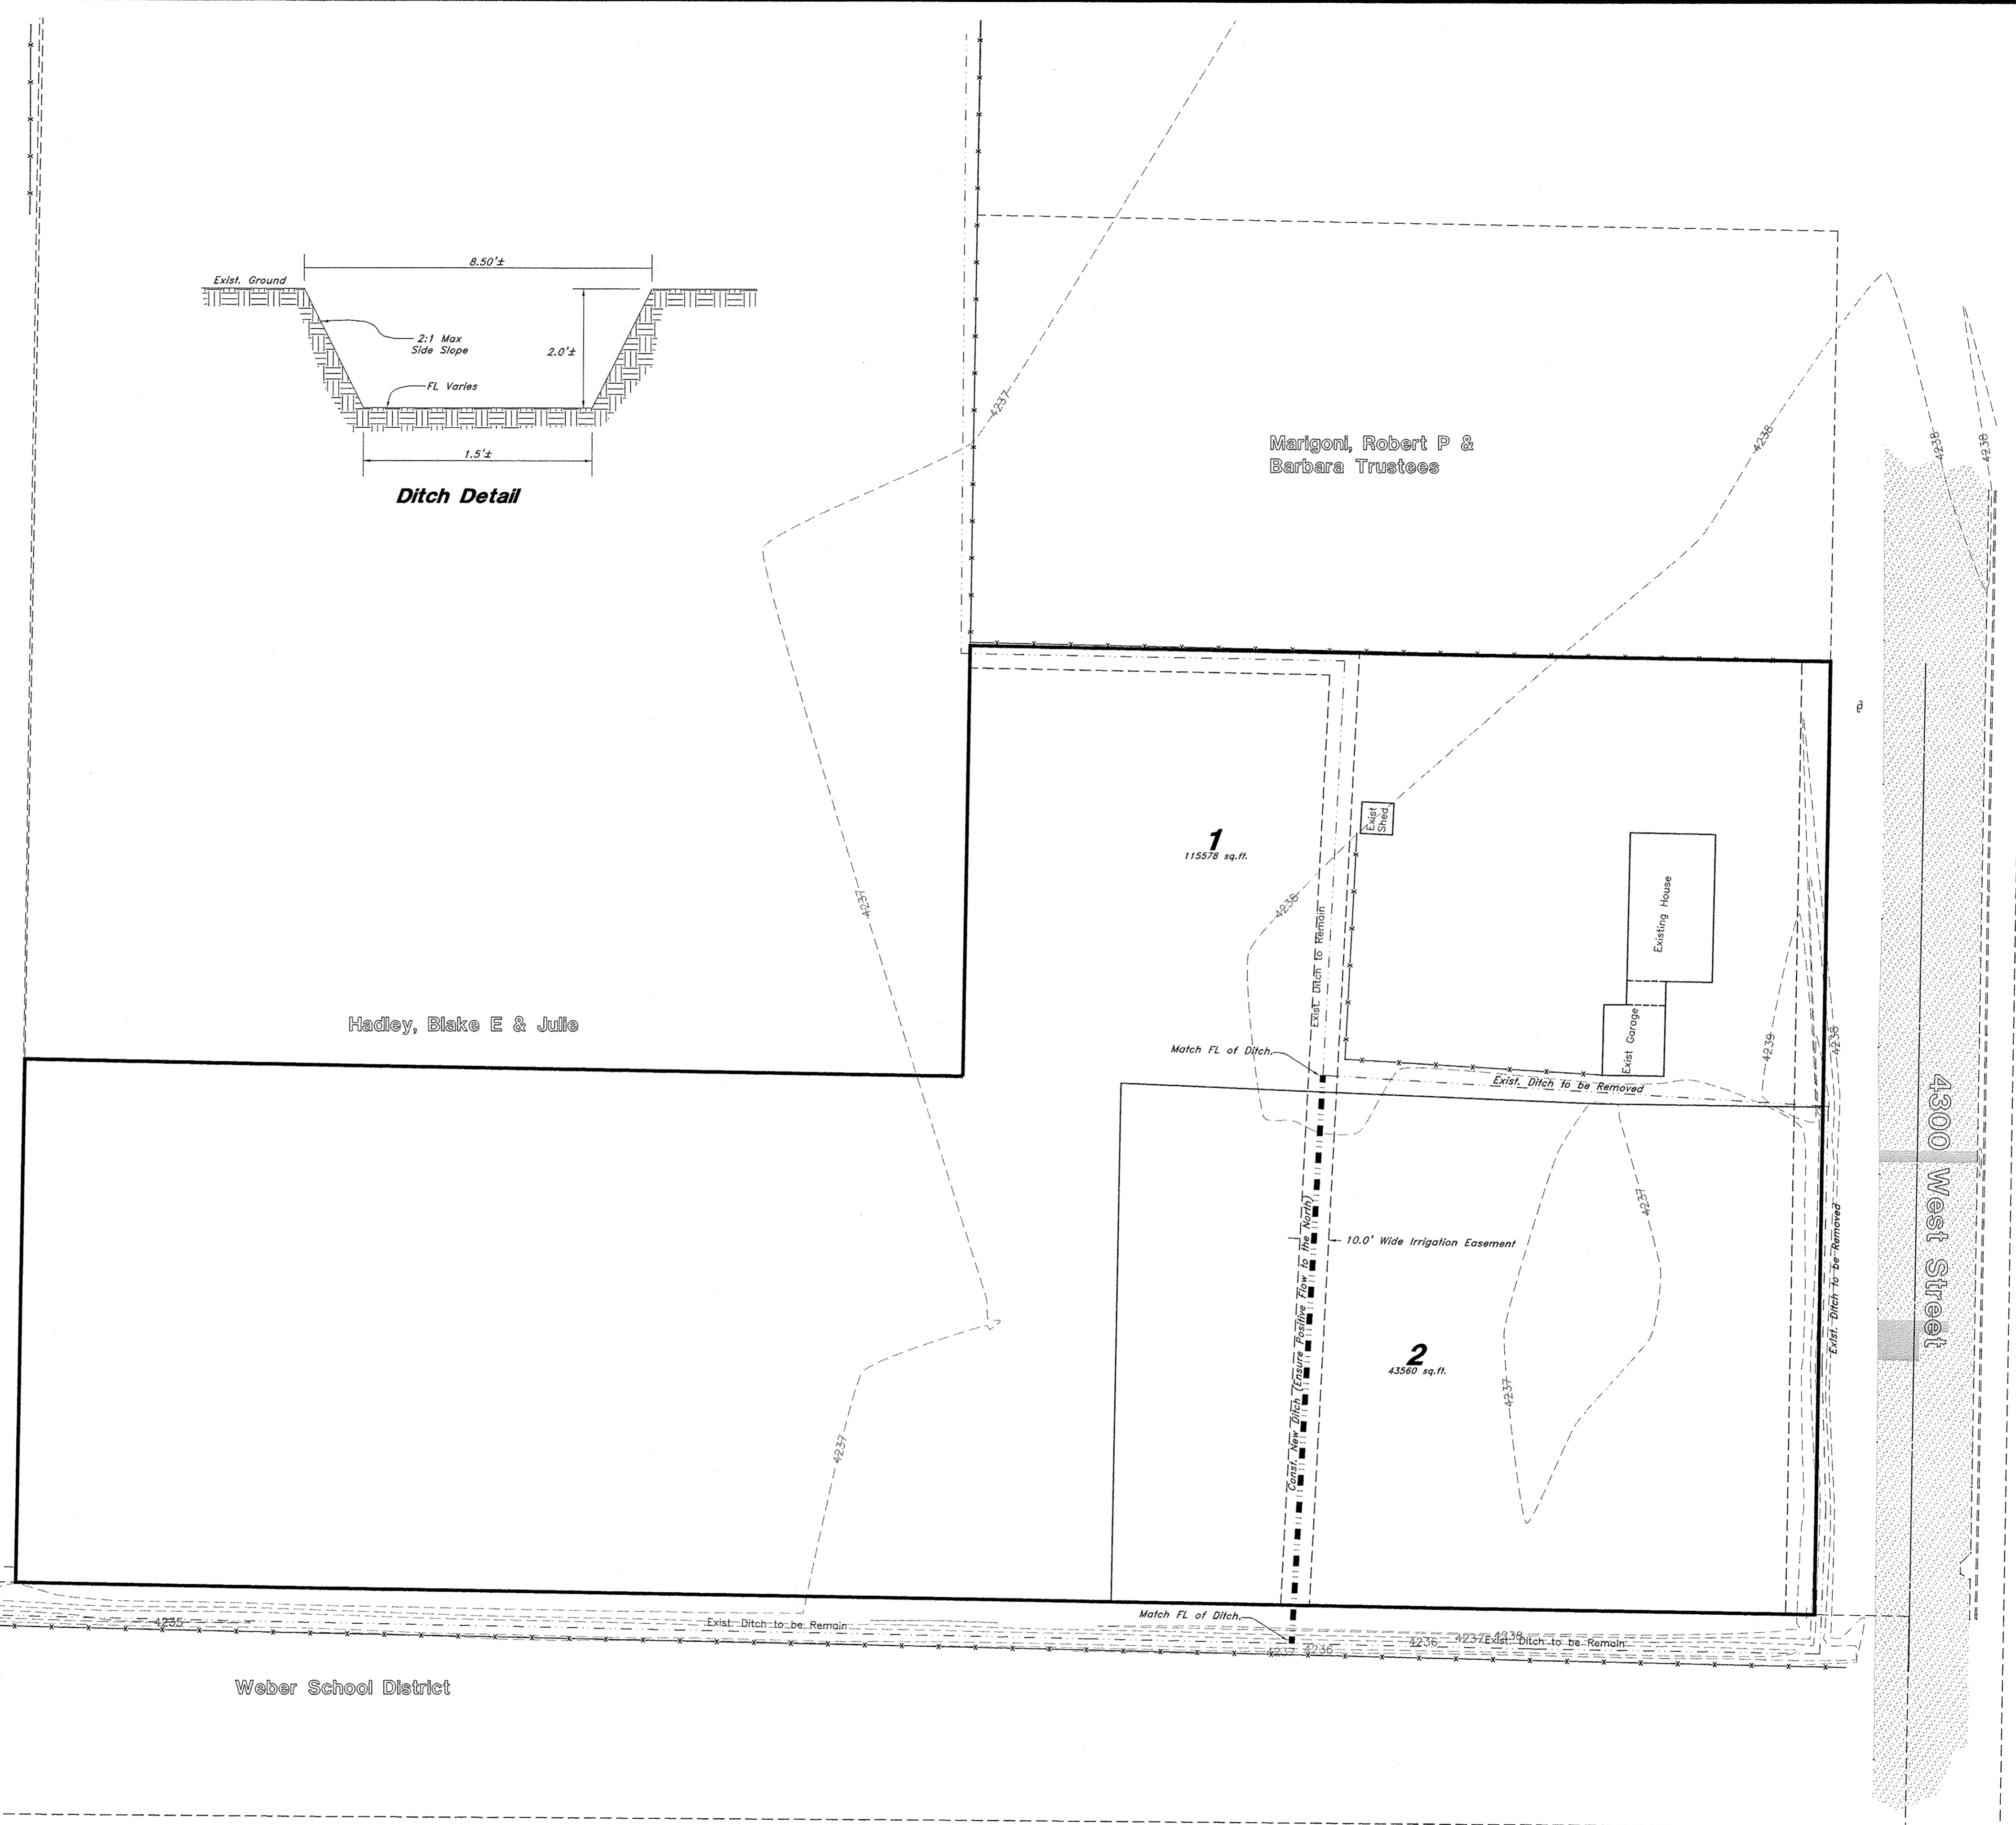 8.50'±
Exist. Ground
2:1 Max
Side Slope
2.0'±
FL Varies
1.5'±
Ditch Detail
4237
Marigoni, Robert P &
Barbara Trustees
4238
4238
4238
1
115578 sq.ft.
Exist
Shed
4238
Exist. Ditch to Remain
Existing House
Exist Garage
4237
Hadley, Blake E & Julie
Match FL of Ditch.
Exist. Ditch to be Removed
4239
4238
4300 West Street
Exist. Ditch to be Removed
4237
10.0' Wide Irrigation Easement
Const. New Ditch (Ensure Positive Flow to the North)
2
43560 sq.ft.
4237
4237
Match FL of Ditch.
4235
Exist. Ditch to be Remain
4237
4236
4236
4237
4238
Exist. Ditch to be Remain
Weber School District